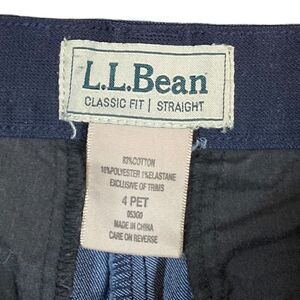 L.L.Bean
CLASSIC FIT | STRAIGHT
83%COTTON
16%POLYESTER 1%ELASTANE
EXCLUSIVE OF TRIMS
4 PET
053G0
MADE IN CHINA
CARE ON REVERSE